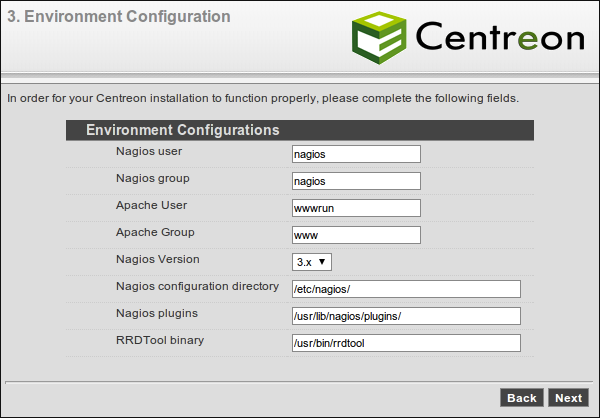 3. Environment Configuration
Centreon
In order for your Centreon installation to function properly, please complete the following fields.
Environment Configurations
Nagios user nagios
Nagios group nagios
Apache User wwwrun
Apache Group www
Nagios Version 3.x
Nagios configuration directory /etc/nagios/
Nagios plugins /usr/lib/nagios/plugins/
RRDTool binary /usr/bin/rrdtool
Back Next